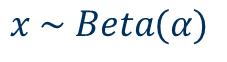 x ~ Beta(α)